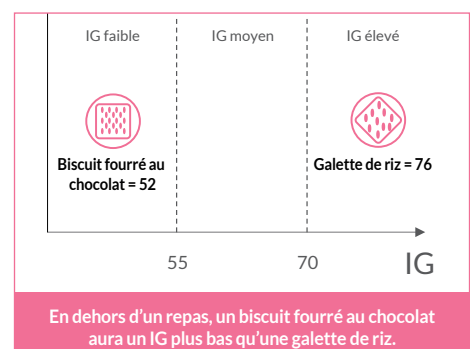 IG faible
IG moyen
IG élevé
Biscuit fourré au
chocolat = 52
Galette de riz = 76
55
70
IG
En dehors d'un repas, un biscuit fourré au chocolat
aura un IG plus bas qu'une galette de riz.